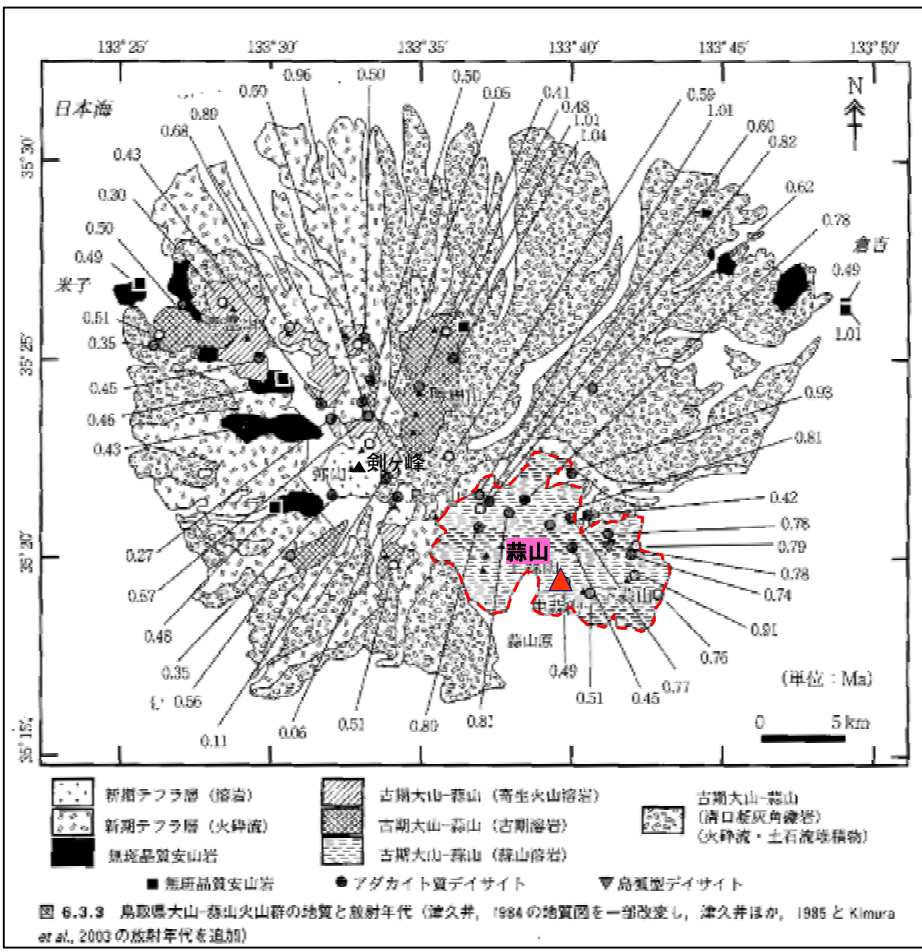 133°25′ 133°30′ 133°35′ 133°40′ 133°45′ 133°50′
日本海
N
0.50 0.96 0.50 0.50 0.05 0.41 0.48 1.01 1.04 0.59 1.01 0.60 0.82 0.62 0.78
0.89
0.68
0.43
0.30
0.50
0.49
米子
0.51
0.35
0.45
0.46
0.43
35°30′
35°25′
35°20′
35°15′
倉吉
0.49
1.01
0.93
0.81
弥山
剣ヶ峰
蒜山
0.42
0.78
0.79
0.78
0.74
0.91
0.76
0.77
0.45
0.51
0.49
蒜山原
0.27
0.57
0.46
0.35
0.56
0.11
0.06
0.51
0.80
0.82
(単位：Ma)
0 5 km
新期テフラ層（溶岩）
新期テフラ層（火砕流）
無斑晶質安山岩
古期大山-蒜山（寄生火山溶岩）
古期大山-蒜山（古期溶岩）
古期大山-蒜山（蒜山溶岩）
古期大山-蒜山
（溝口凝灰角礫岩）
（火砕流・土石流堆積物）
■ 無斑晶質安山岩 ● アダカイト質デイサイト ▼ 島弧型デイサイト
図 6.3.3 鳥取県大山-蒜山火山群の地質と放射年代（津久井, 1984 の地質図を一部改変し, 津久井ほか, 1985 と Kimura
et al., 2003 の放射年代を追加）